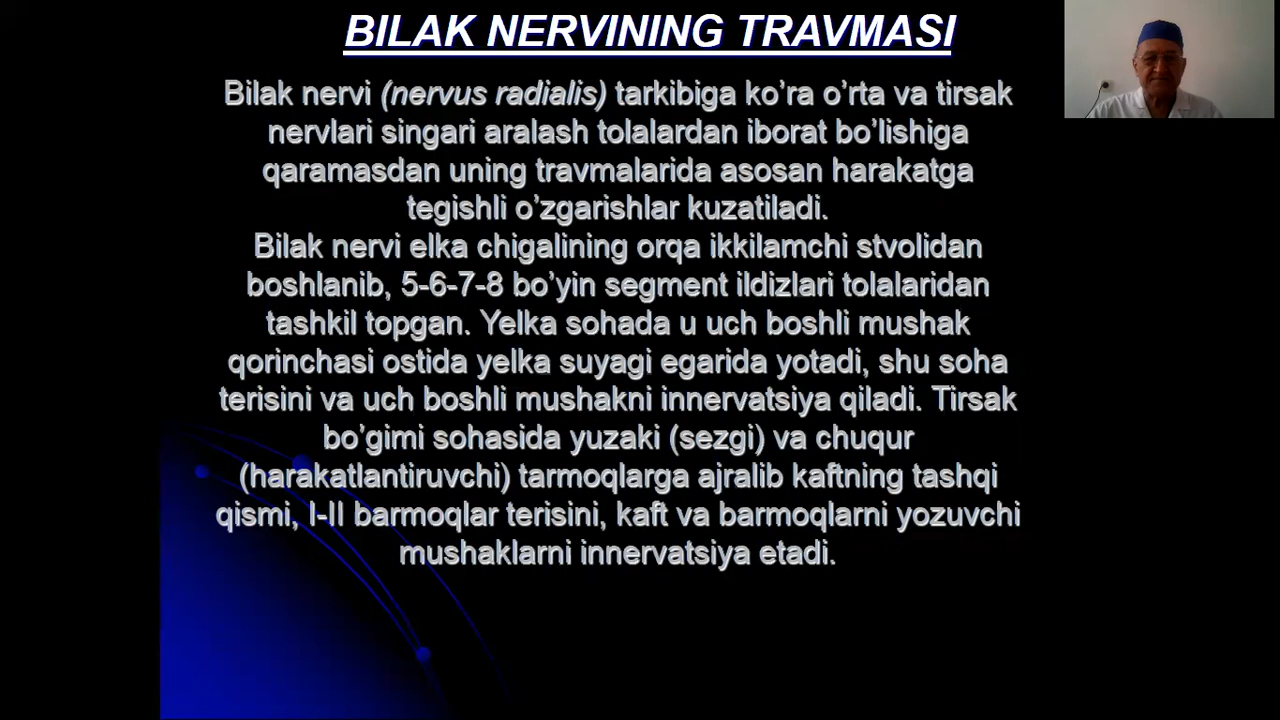 BILAK NERVINING TRAVMASI
Bilak nervi (nervus radialis) tarkibiga ko’ra o’rta va tirsak
nervlari singari aralash tolalardan iborat bo’lishiga
qaramasdan uning travmalarida asosan harakatga
tegishli o’zgarishlar kuzatiladi.
Bilak nervi elka chigalining orqa ikkilamchi stvolidan
boshlanib, 5-6-7-8 bo’yin segment ildizlari tolalaridan
tashkil topgan. Yelka sohada u uch boshli mushak
qorinchasi ostida yelka suyagi egarida yotadi, shu soha
terisini va uch boshli mushakni innervatsiya qiladi. Tirsak
bo’gimi sohasida yuzaki (sezgi) va chuqur
(harakatlantiruvchi) tarmoqlarga ajralib kaftning tashqi
qismi, I-II barmoqlar terisini, kaft va barmoqlarni yozuvchi
mushaklarni innervatsiya etadi.